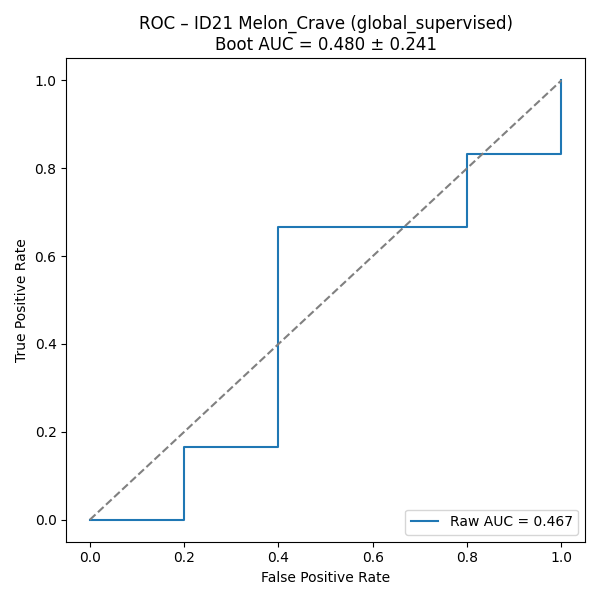 ROC – ID21 Melon_Crave (global_supervised)
Boot AUC = 0.480 ± 0.241
True Positive Rate
1.0
0.8
0.6
0.4
0.2
0.0
Raw AUC = 0.467
0.0 0.2 0.4 0.6 0.8 1.0
False Positive Rate